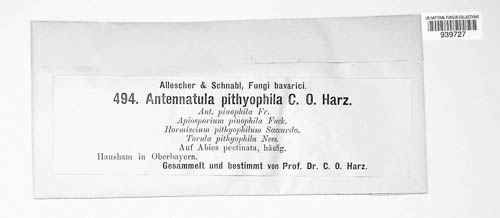 US NATIONAL FUNGUS COLLECTIONS
939727
Allescher & Schnabl, Fungi bavarici.
494. Antennatula pithyophila C. O. Harz.
Ant. pinophila Fr.
Apiosporium pinophila Fuck.
Hormiscium pithyophilum Saccardo.
Torula pithyophila Nees.
Auf Abies pectinata, häufig.
Hausham in Oberbayern.
Gesammelt und bestimmt von Prof. Dr. C. O. Harz.